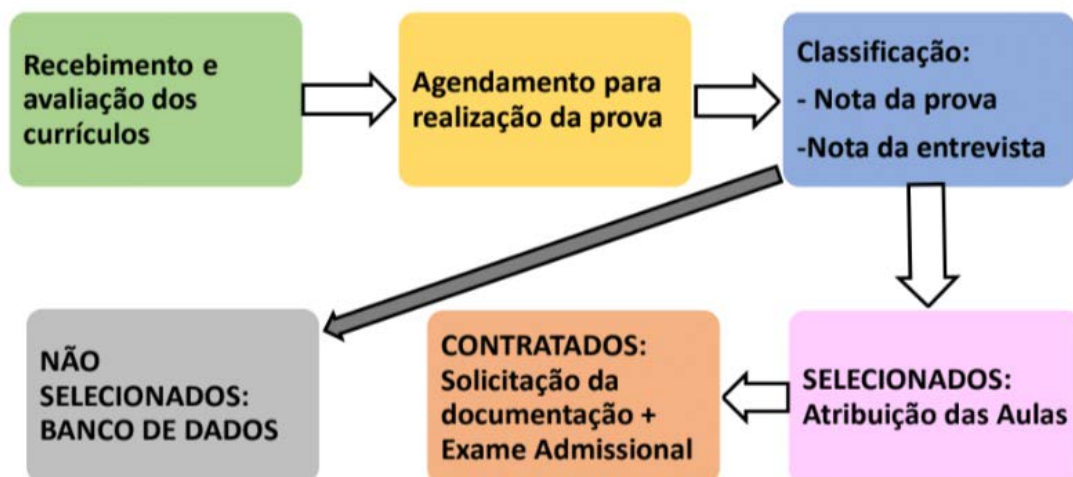 Recebimento e
avaliação dos
currículos
Agendamento para
realização da prova
Classificação:
- Nota da prova
-Nota da entrevista
NÃO
SELECIONADOS:
BANCO DE DADOS
CONTRATADOS:
Solicitação da
documentação +
Exame Admissional
SELECIONADOS:
Atribuição das Aulas